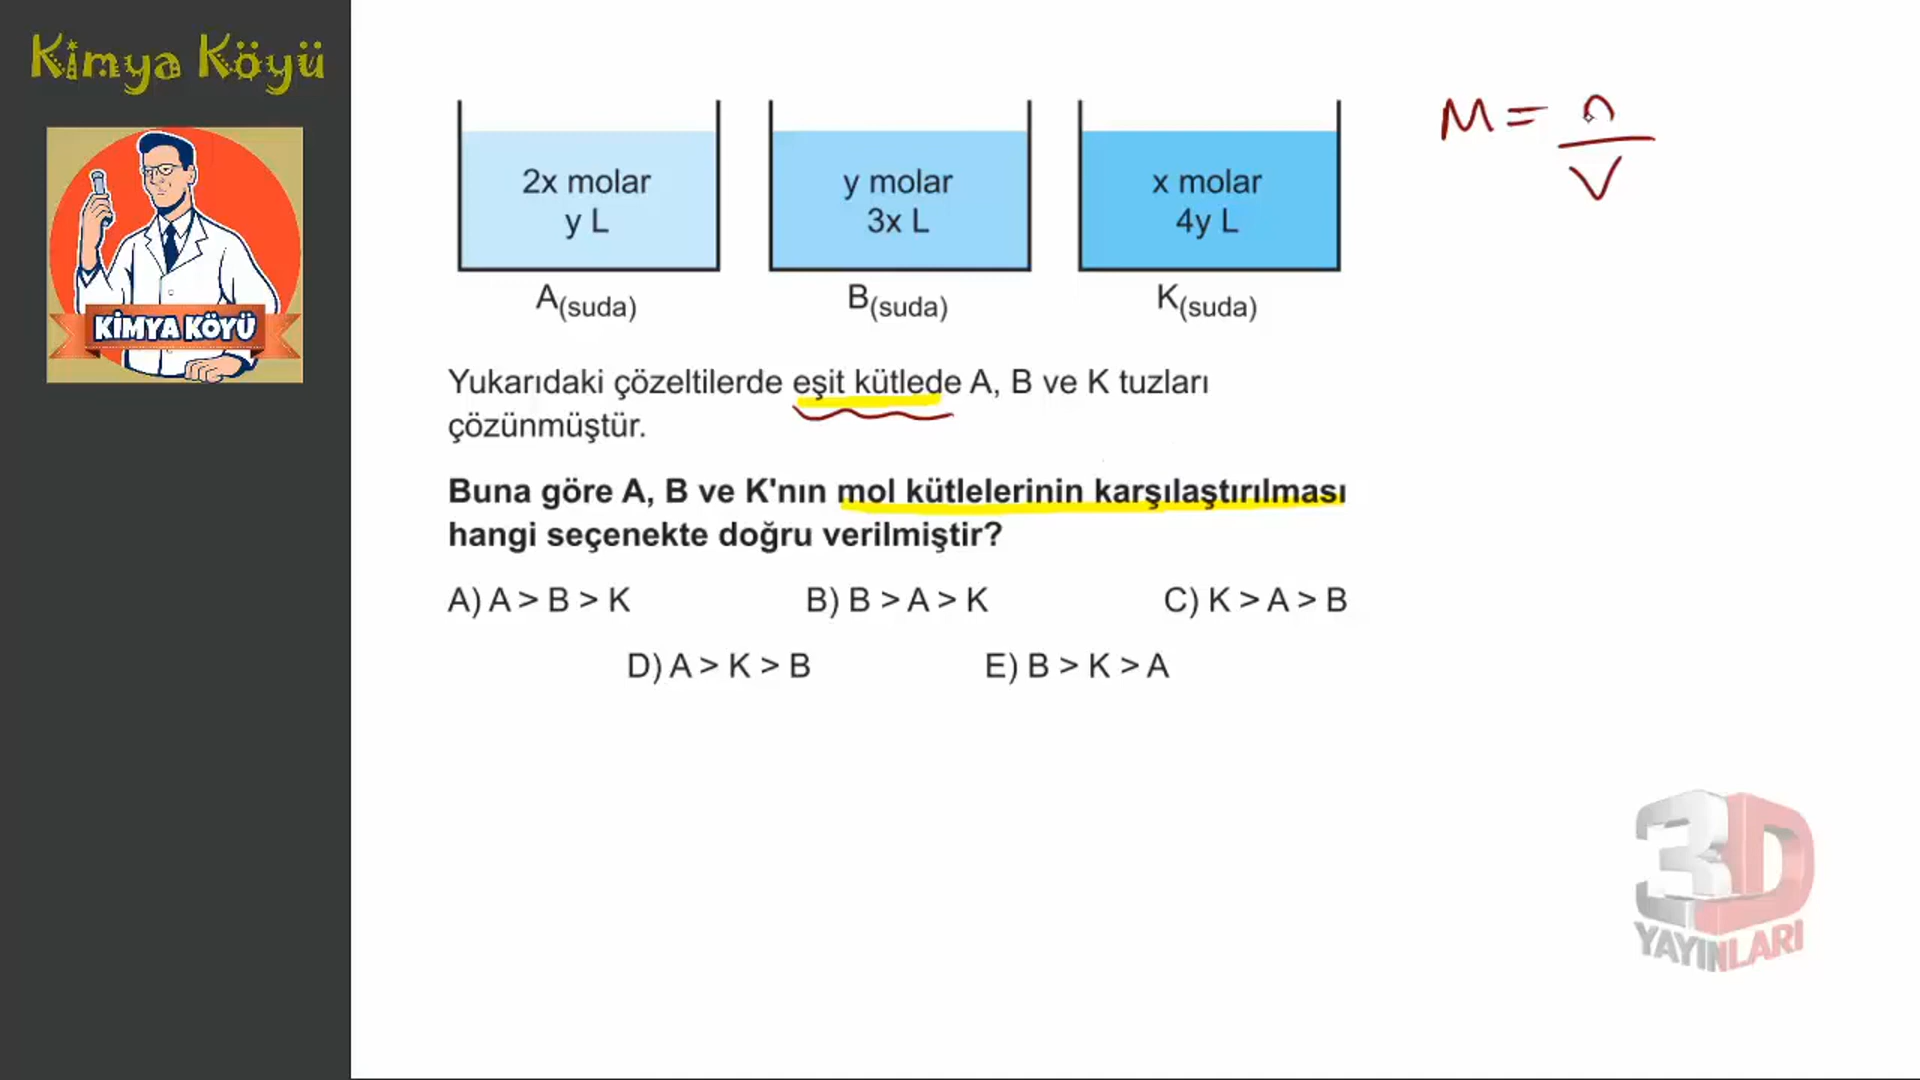 Kimya Köyü
KİMYA KÖYÜ
2x molar
y L
A(suda)
y molar
3x L
B(suda)
x molar
4y L
K(suda)
M = n
V
Yukarıdaki çözeltilerde eşit kütlede A, B ve K tuzları
çözünmüştür.
Buna göre A, B ve K'nın mol kütlelerinin karşılaştırılması
hangi seçenekte doğru verilmiştir?
A) A > B > K
B) B > A > K
C) K > A > B
D) A > K > B
E) B > K > A
3D
YAYINLARI